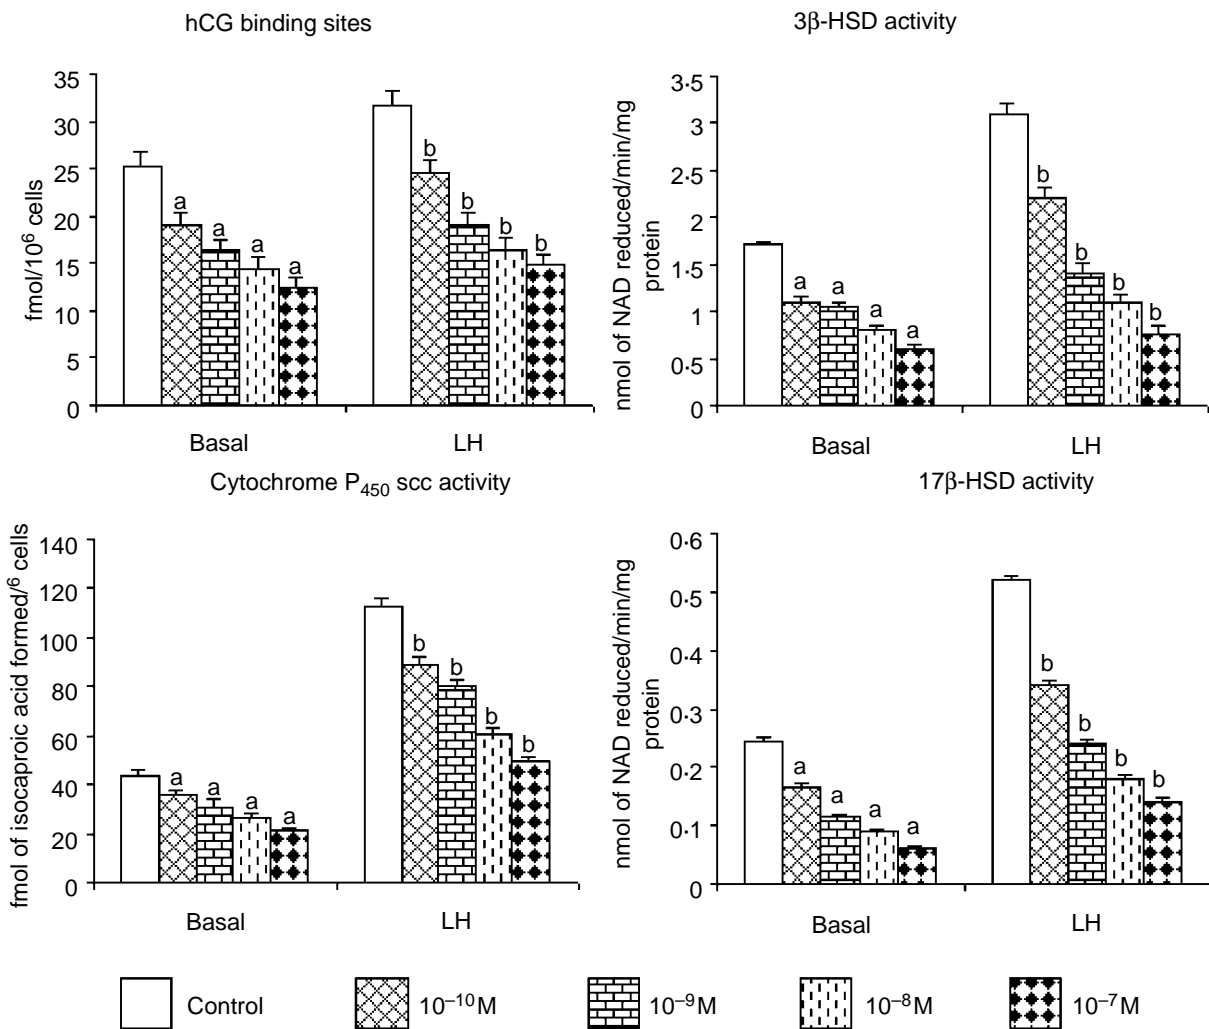 hCG binding sites
fmol/10⁶ cells
35
30
25
20
15
10
5
0
a
a
a
a
b
b
b
b
b
Basal
LH
3β-HSD activity
nmol of NAD reduced/min/mg
protein
3·5
3
2·5
2
1·5
1
0·5
0
a
a
a
a
b
b
b
b
Basal
LH
Cytochrome P₄₅₀ scc activity
fmol of isocaproic acid formed/⁶ cells
140
120
100
80
60
40
20
0
a
a
a
a
b
b
b
b
Basal
LH
17β-HSD activity
nmol of NAD reduced/min/mg
protein
0·6
0·5
0·4
0·3
0·2
0·1
0
a
a
a
a
b
b
b
b
Basal
LH
Control
10⁻¹⁰M
10⁻⁹M
10⁻⁸M
10⁻⁷M